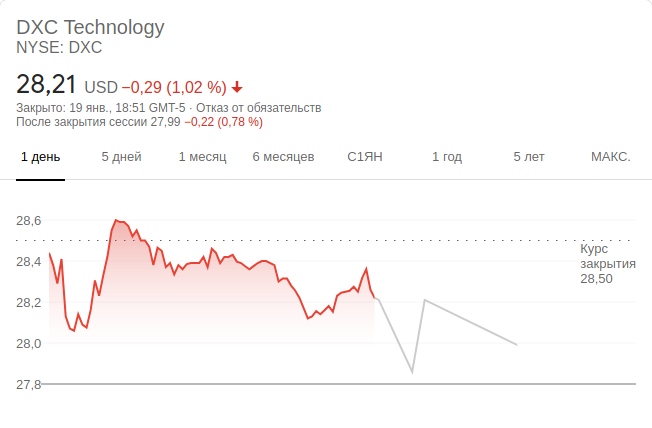 DXC Technology
NYSE: DXC
28,21 USD −0,29 (1,02 %)
Закрыто: 19 янв., 18:51 GMT-5 · Отказ от обязательств
После закрытия сессии 27,99 −0,22 (0,78 %)
1 день 5 дней 1 месяц 6 месяцев С1ЯН 1 год 5 лет МАКС.
28,6
28,4
28,2
28,0
27,8
Курс
закрытия
28,50